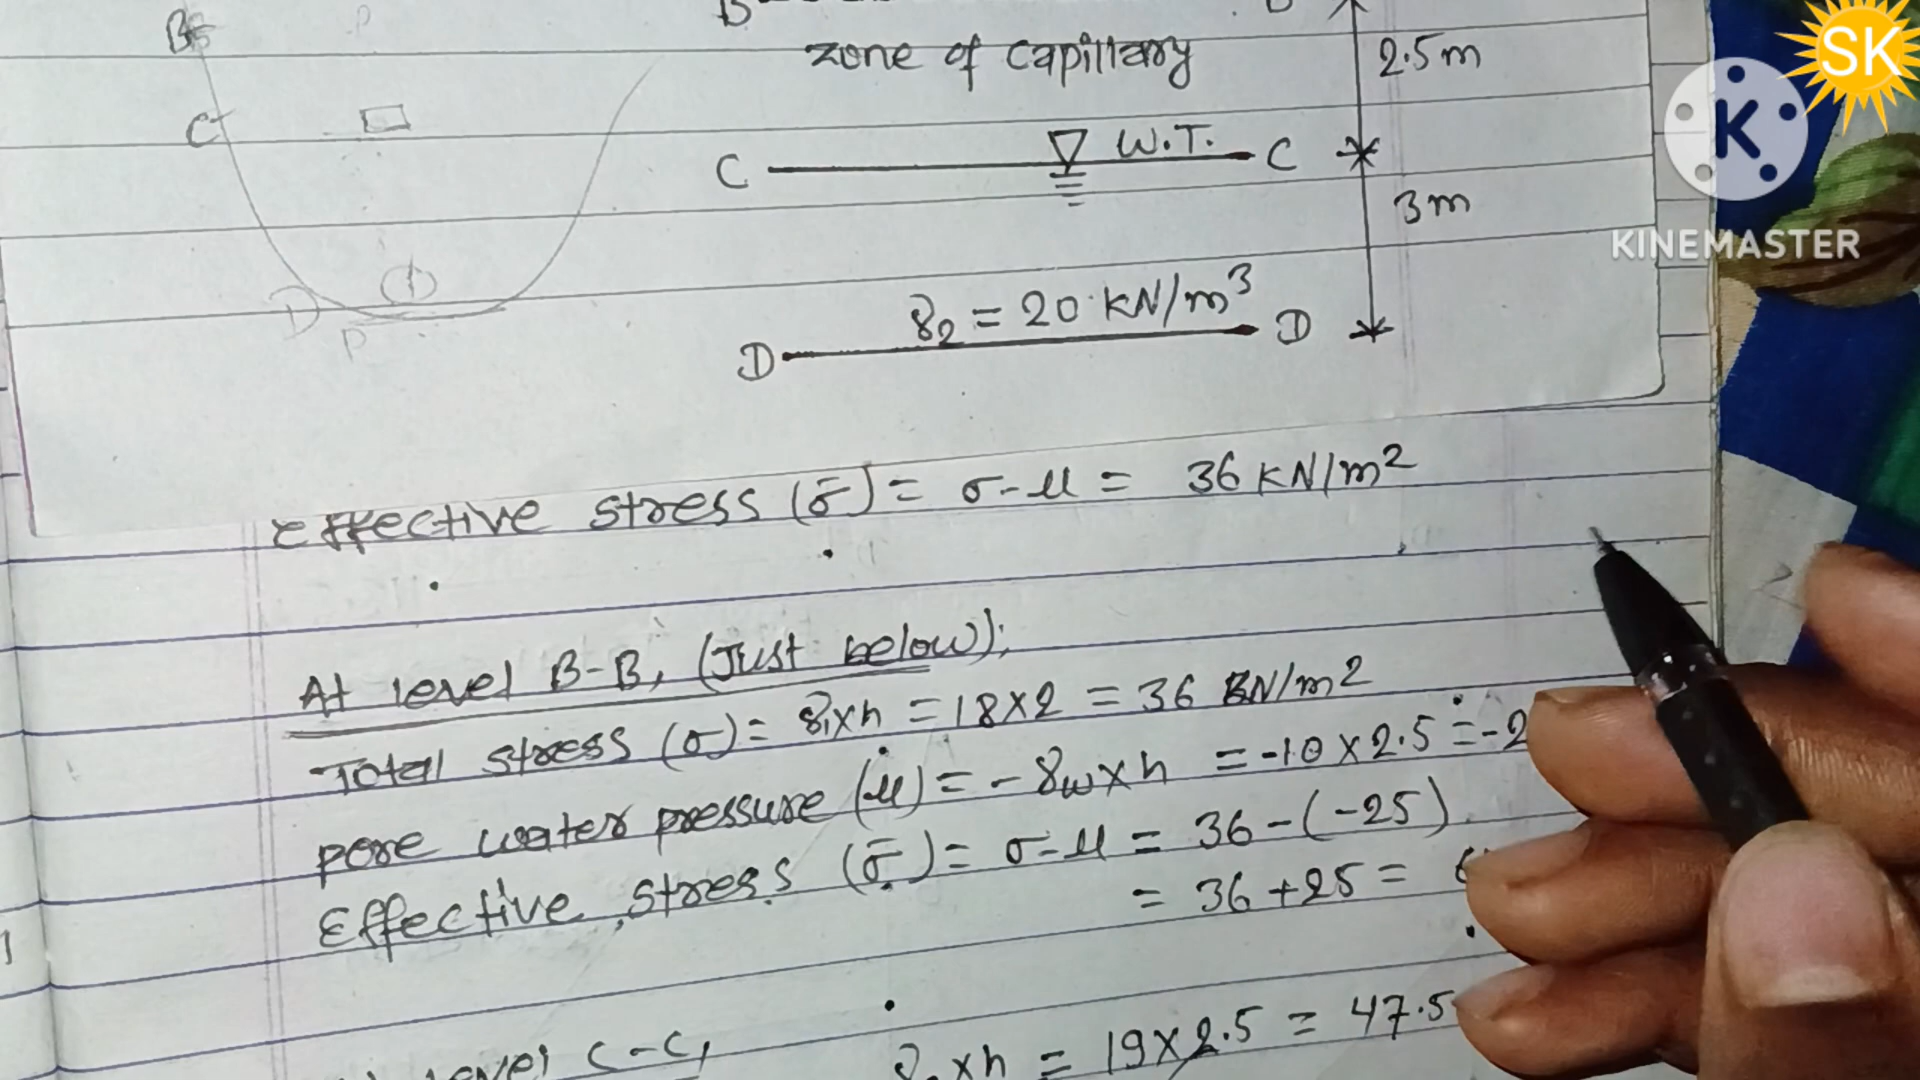 B
zone of capillary
2.5m
SK
K
KINEMASTER
C
C W.T. C
3m
γ2 = 20 KN/m³
D D
D
P
Effective stress (σ̄) = σ-u = 36 KN/m²
At level B-B, (Just below);
Total stress (σ) = γ1×h = 18×2 = 36 KN/m²
pore water pressure (u) = -γw×h = -10×2.5 = -2
Effective stress (σ̄) = σ-u = 36-(-25)
= 36+25 =
level C-C,
×h = 19×2.5 = 47.5